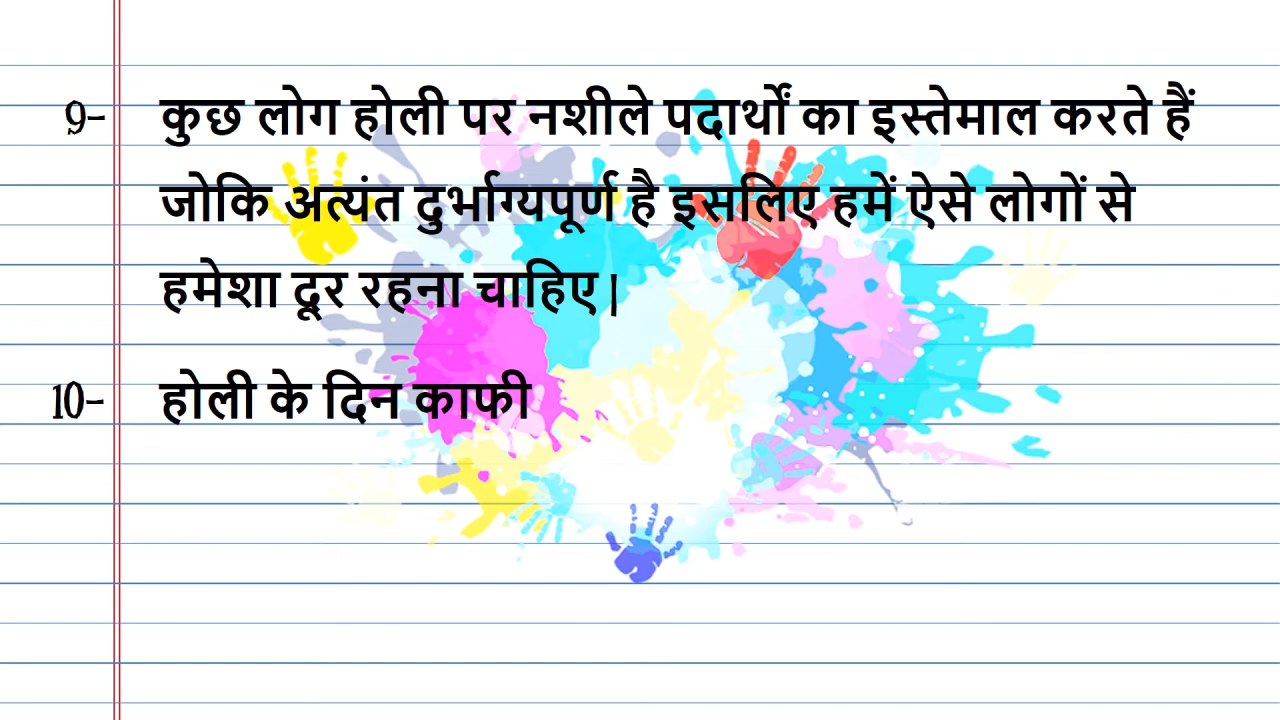 9- कुछ लोग होली पर नशीले पदार्थों का इस्तेमाल करते हैं
जोकि अत्यंत दुर्भाग्यपूर्ण है इसलिए हमें ऐसे लोगों से
हमेशा दूर रहना चाहिए|
10- होली के दिन काफी